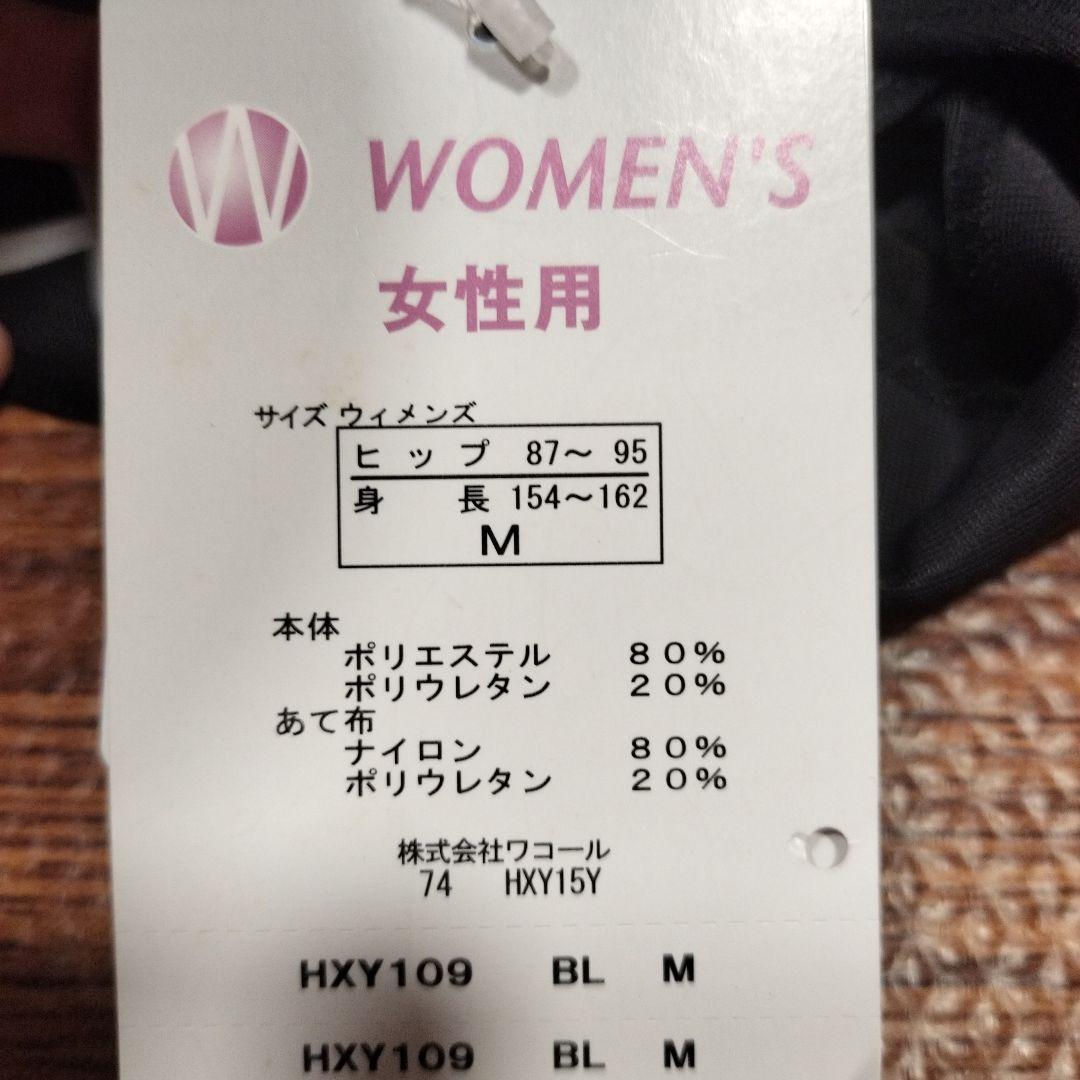 W WOMEN'S
女性用
サイズ ウィメンズ
ヒップ 87～95
身長 154～162
M
本体
ポリエステル 80%
ポリウレタン 20%
あて布
ナイロン 80%
ポリウレタン 20%
株式会社ワコール
74 HXY15Y
HXY109 BL M
HXY109 BL M